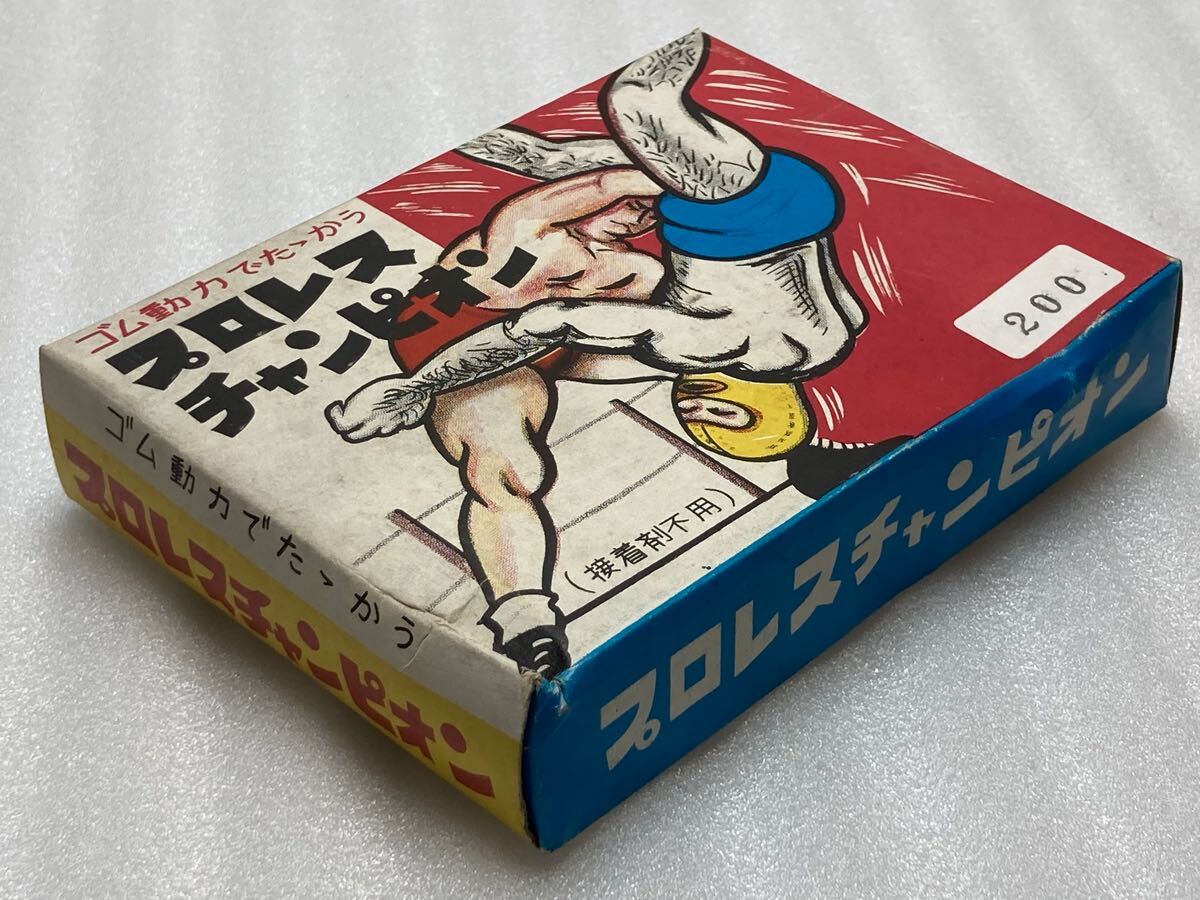 ゴム動力でたゝかう
プロレス
チャンピオン
200
(接着剤不用)
ゴム動力でたゝかう
プロレスチャンピオン
プロレスチャンピオン